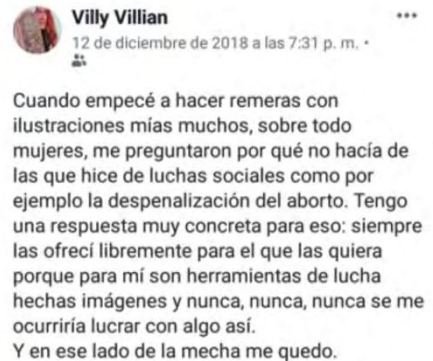 Villy Villian
12 de diciembre de 2018 a las 7:31 p. m. •
Cuando empecé a hacer remeras con
ilustraciones mías muchos, sobre todo
mujeres, me preguntaron por qué no hacía de
las que hice de luchas sociales como por
ejemplo la despenalización del aborto. Tengo
una respuesta muy concreta para eso: siempre
las ofrecí libremente para el que las quiera
porque para mí son herramientas de lucha
hechas imágenes y nunca, nunca, nunca se me
ocurriría lucrar con algo así.
Y en ese lado de la mecha me quedo.